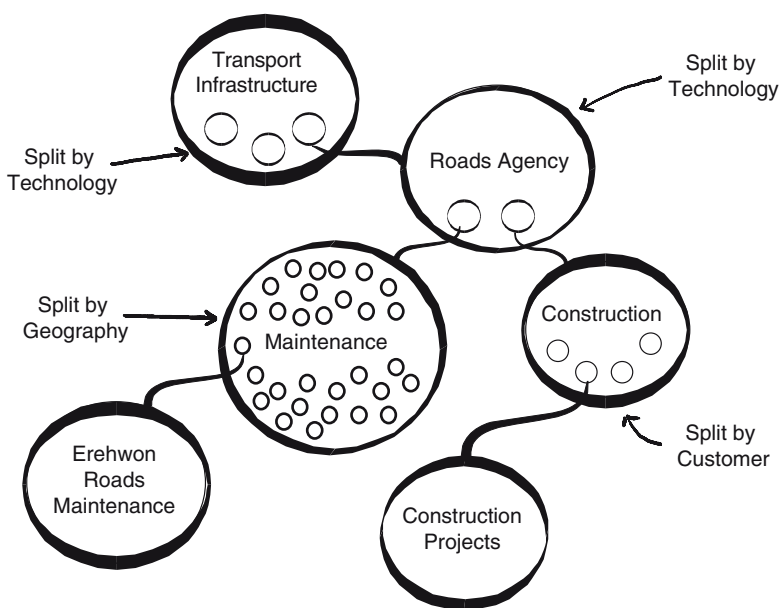 Transport
Infrastructure
Split by
Technology
Roads Agency
Split by
Technology
Split by
Geography
Maintenance
Construction
Split by
Customer
Erehwon
Roads
Maintenance
Construction
Projects